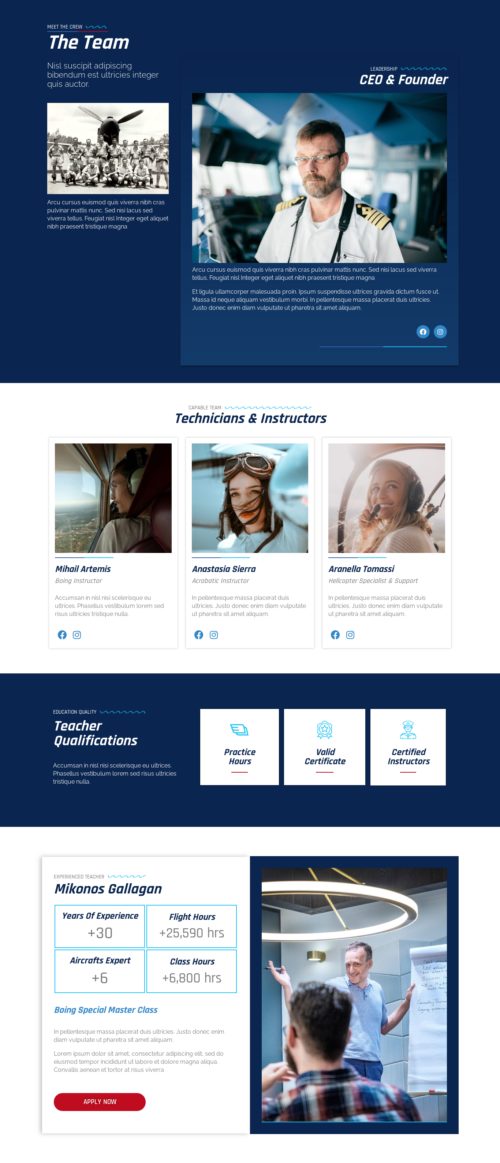 MEET THE CREW
The Team
Nisl suscipit adipiscing
bibendum est ultricies integer
quis auctor.
Arcu cursus euismod quis viverra nibh cras
pulvinar mattis nunc. Sed nisi lacus sed
viverra tellus. Feugiat nisl Integer eget aliquet
nibh praesent tristique magna
LEADERSHIP
CEO & Founder
Arcu cursus euismod quis viverra nibh cras pulvinar mattis nunc. Sed nisi lacus sed viverra
tellus. Feugiat nisl Integer eget aliquet nibh praesent tristique magna
Et ligula ullamcorper malesuada proin. Ipsum suspendisse ultrices gravida dictum fusce ut.
Massa id neque aliquam vestibulum morbi. In pellentesque massa placerat duis ultricies.
Justo donec enim diam vulputate ut pharetra sit amet aliquam.
CAPABLE TEAM
Technicians & Instructors
Mihail Artemis
Boing Instructor
Accumsan in nisl nisi scelerisque eu
ultrices. Phasellus vestibulum lorem sed
risus ultricies tristique nulla.
Anastasia Sierra
Acrobatic Instructor
In pellentesque massa placerat duis
ultricies. Justo donec enim diam vulputate
ut pharetra sit amet aliquam.
Aranella Tomassi
Helicopter Specialist & Support
In pellentesque massa placerat duis
ultricies. Justo donec enim diam vulputate
ut pharetra sit amet aliquam.
EDUCATION QUALITY
Teacher
Qualifications
Accumsan in nisl nisi scelerisque eu ultrices.
Phasellus vestibulum lorem sed risus ultricies
tristique nulla.
Practice
Hours
Valid
Certificate
Certified
Instructors
EXPERIENCED TEACHER
Mikonos Gallagan
Years Of Experience
+30
Flight Hours
+25,590 hrs
Aircrafts Expert
+6
Class Hours
+6,800 hrs
Boing Special Master Class
In pellentesque massa placerat duis ultricies. Justo donec enim
diam vulputate ut pharetra sit amet aliquam.
Lorem ipsum dolor sit amet, consectetur adipiscing elit, sed do
eiusmod tempor incididunt ut labore et dolore magna aliqua.
Convallis aenean et tortor at risus viverra.
APPLY NOW